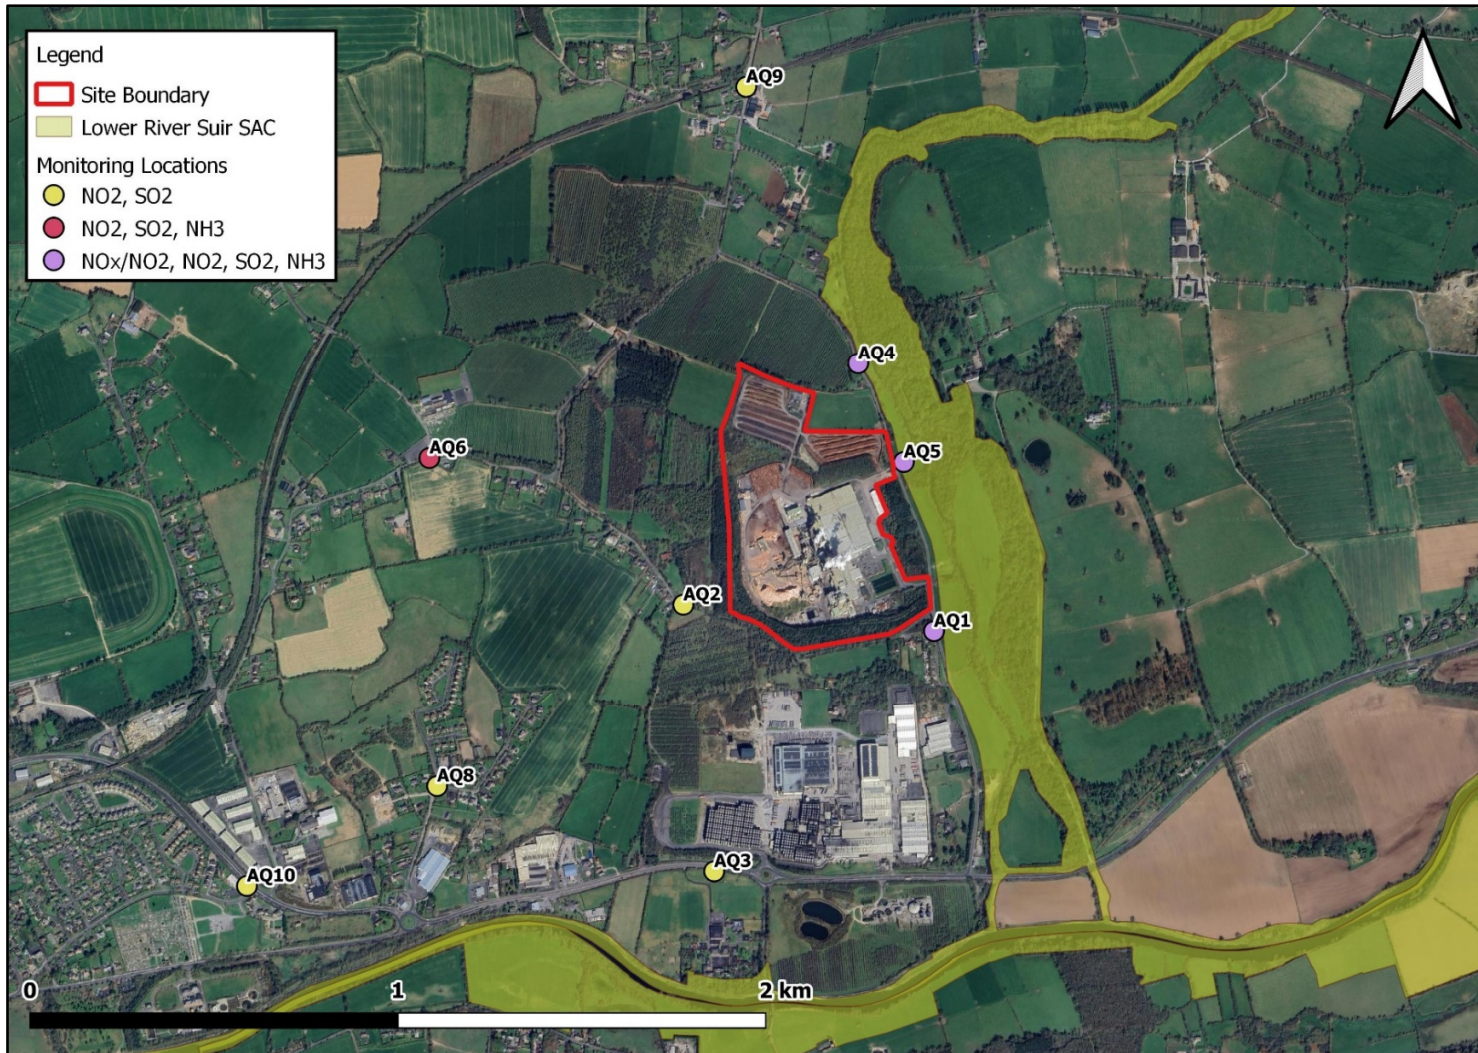 Legend
Site Boundary
Lower River Suir SAC
Monitoring Locations
NO2, SO2
NO2, SO2, NH3
NOx/NO2, NO2, SO2, NH3
AQ9
AQ4
AQ6
AQ5
AQ2
AQ1
AQ8
AQ3
AQ10
0 1 2 km